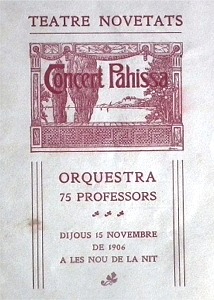 TEATRE NOVETATS
Concert Pahissa
ORQUESTRA
75 PROFESSORS
DIJOUS 15 NOVEMBRE
DE 1906
A LES NOU DE LA NIT